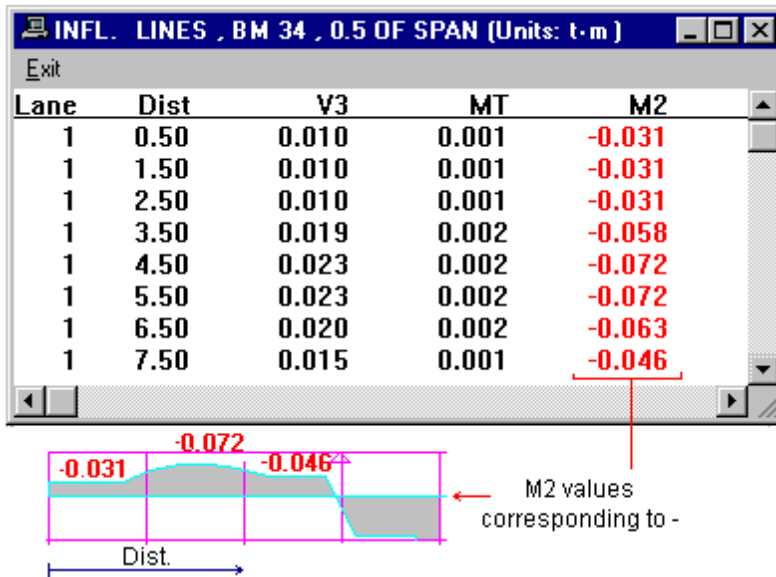 INFL. LINES , BM 34 , 0.5 OF SPAN (Units: t·m )
Exit
Lane Dist V3 MT M2
1 0.50 0.010 0.001 -0.031
1 1.50 0.010 0.001 -0.031
1 2.50 0.010 0.001 -0.031
1 3.50 0.019 0.002 -0.058
1 4.50 0.023 0.002 -0.072
1 5.50 0.023 0.002 -0.072
1 6.50 0.020 0.002 -0.063
1 7.50 0.015 0.001 -0.046
-0.072
-0.031 -0.046
M2 values
corresponding to -
Dist.